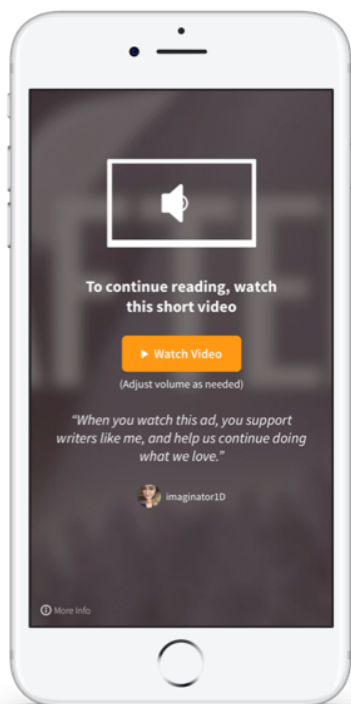 To continue reading, watch
this short video
Watch Video
(Adjust volume as needed)
“When you watch this ad, you support
writers like me, and help us continue doing
what we love.”
imaginator1D
More Info